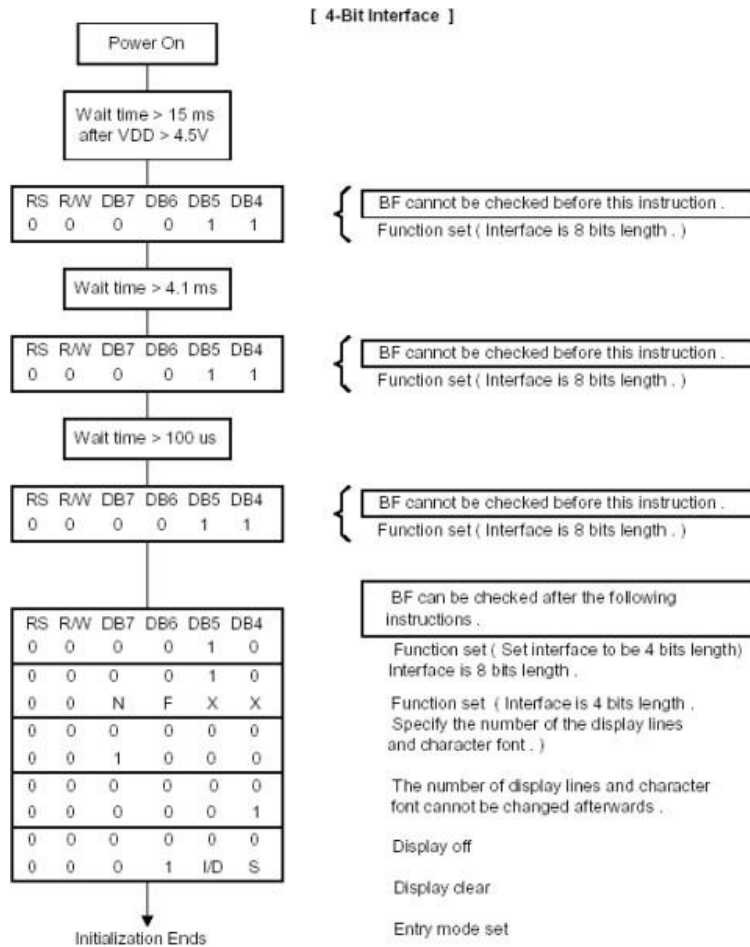 [ 4-Bit Interface ]
Power On
Wait time > 15 ms
after VDD > 4.5V
RS R/W DB7 DB6 DB5 DB4
0 0 0 0 1 1
BF cannot be checked before this instruction .
Function set ( Interface is 8 bits length . )
Wait time > 4.1 ms
RS R/W DB7 DB6 DB5 DB4
0 0 0 0 1 1
BF cannot be checked before this instruction .
Function set ( Interface is 8 bits length . )
Wait time > 100 us
RS R/W DB7 DB6 DB5 DB4
0 0 0 0 1 1
BF cannot be checked before this instruction .
Function set ( Interface is 8 bits length . )
RS R/W DB7 DB6 DB5 DB4
0 0 0 0 1 0
0 0 0 0 1 0
0 0 N F X X
0 0 0 0 0 0
0 0 1 0 0 0
0 0 0 0 0 0
0 0 0 0 0 1
0 0 0 0 0 0
0 0 0 1 I/D S
Initialization Ends
BF can be checked after the following
instructions .
Function set ( Set interface to be 4 bits length)
Interface is 8 bits length .
Function set ( Interface is 4 bits length .
Specify the number of the display lines
and character font . )
The number of display lines and character
font cannot be changed afterwards .
Display off
Display clear
Entry mode set